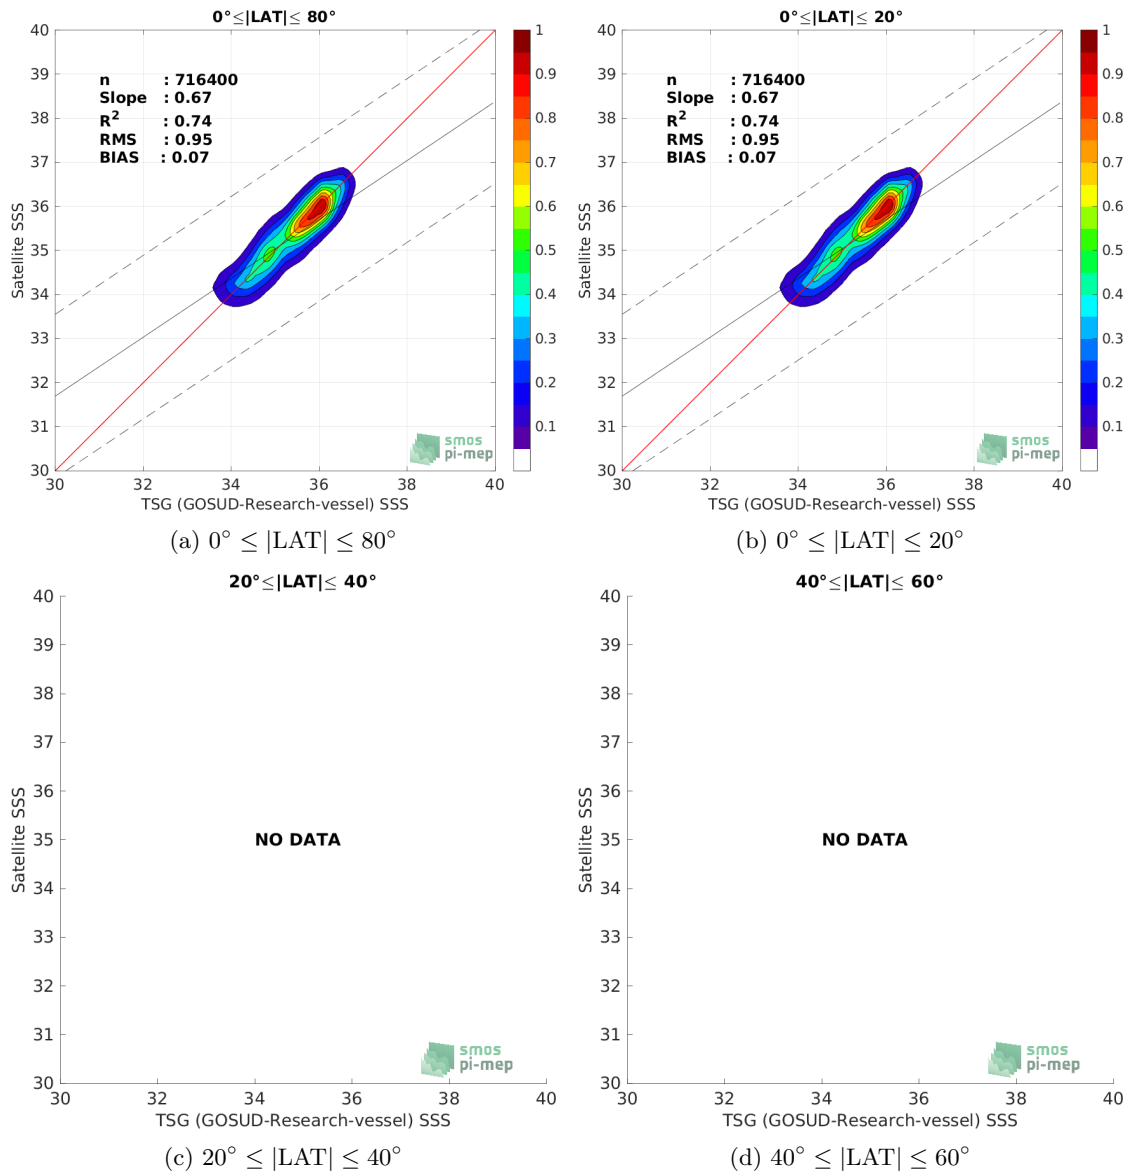 0°≤|LAT|≤ 80°
40
39
38
37
36
35
34
33
32
31
30
30 32 34 36 38 40
Satellite SSS
TSG (GOSUD-Research-vessel) SSS
n : 716400
Slope : 0.67
R2 : 0.74
RMS : 0.95
BIAS : 0.07
1
0.9
0.8
0.7
0.6
0.5
0.4
0.3
0.2
0.1
smos
pi-mep
(a) 0° ≤ |LAT| ≤ 80°
0°≤|LAT|≤ 20°
40
39
38
37
36
35
34
33
32
31
30
30 32 34 36 38 40
Satellite SSS
TSG (GOSUD-Research-vessel) SSS
n : 716400
Slope : 0.67
R2 : 0.74
RMS : 0.95
BIAS : 0.07
1
0.9
0.8
0.7
0.6
0.5
0.4
0.3
0.2
0.1
smos
pi-mep
(b) 0° ≤ |LAT| ≤ 20°
20°≤|LAT|≤ 40°
40
39
38
37
36
35
34
33
32
31
30
30 32 34 36 38 40
Satellite SSS
TSG (GOSUD-Research-vessel) SSS
NO DATA
smos
pi-mep
(c) 20° ≤ |LAT| ≤ 40°
40°≤|LAT|≤ 60°
40
39
38
37
36
35
34
33
32
31
30
30 32 34 36 38 40
Satellite SSS
TSG (GOSUD-Research-vessel) SSS
NO DATA
smos
pi-mep
(d) 40° ≤ |LAT| ≤ 60°